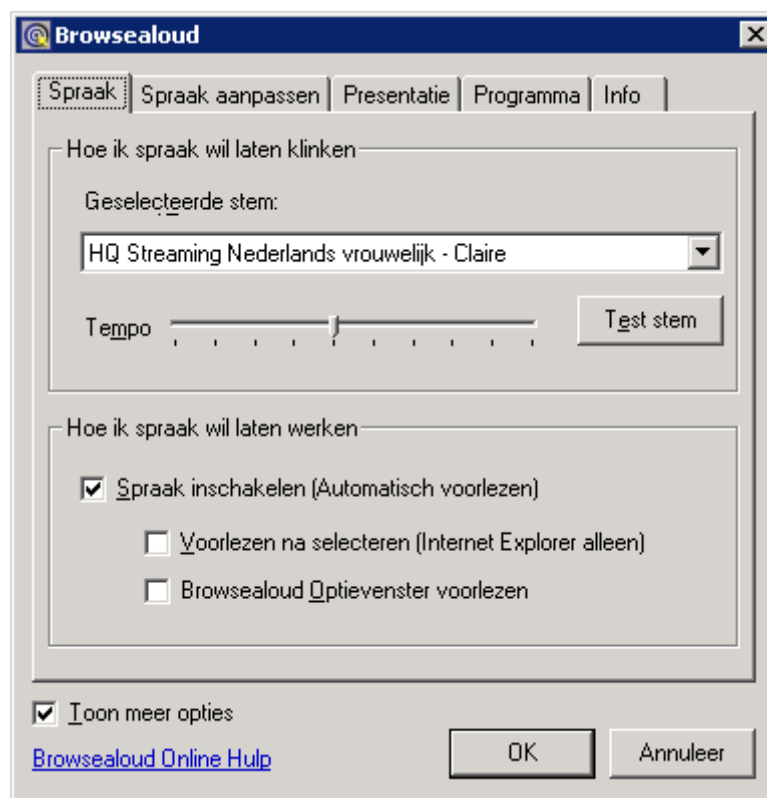 Browsealoud
Spraak Spraak aanpassen Presentatie Programma Info
Hoe ik spraak wil laten klinken
Geselecteerde stem:
HQ Streaming Nederlands vrouwelijk - Claire
Tempo Test stem
Hoe ik spraak wil laten werken
Spraak inschakelen (Automatisch voorlezen)
Voorlezen na selecteren (Internet Explorer alleen)
Browsealoud Optievenster voorlezen
Toon meer opties
Browsealoud Online Hulp OK Annuleer